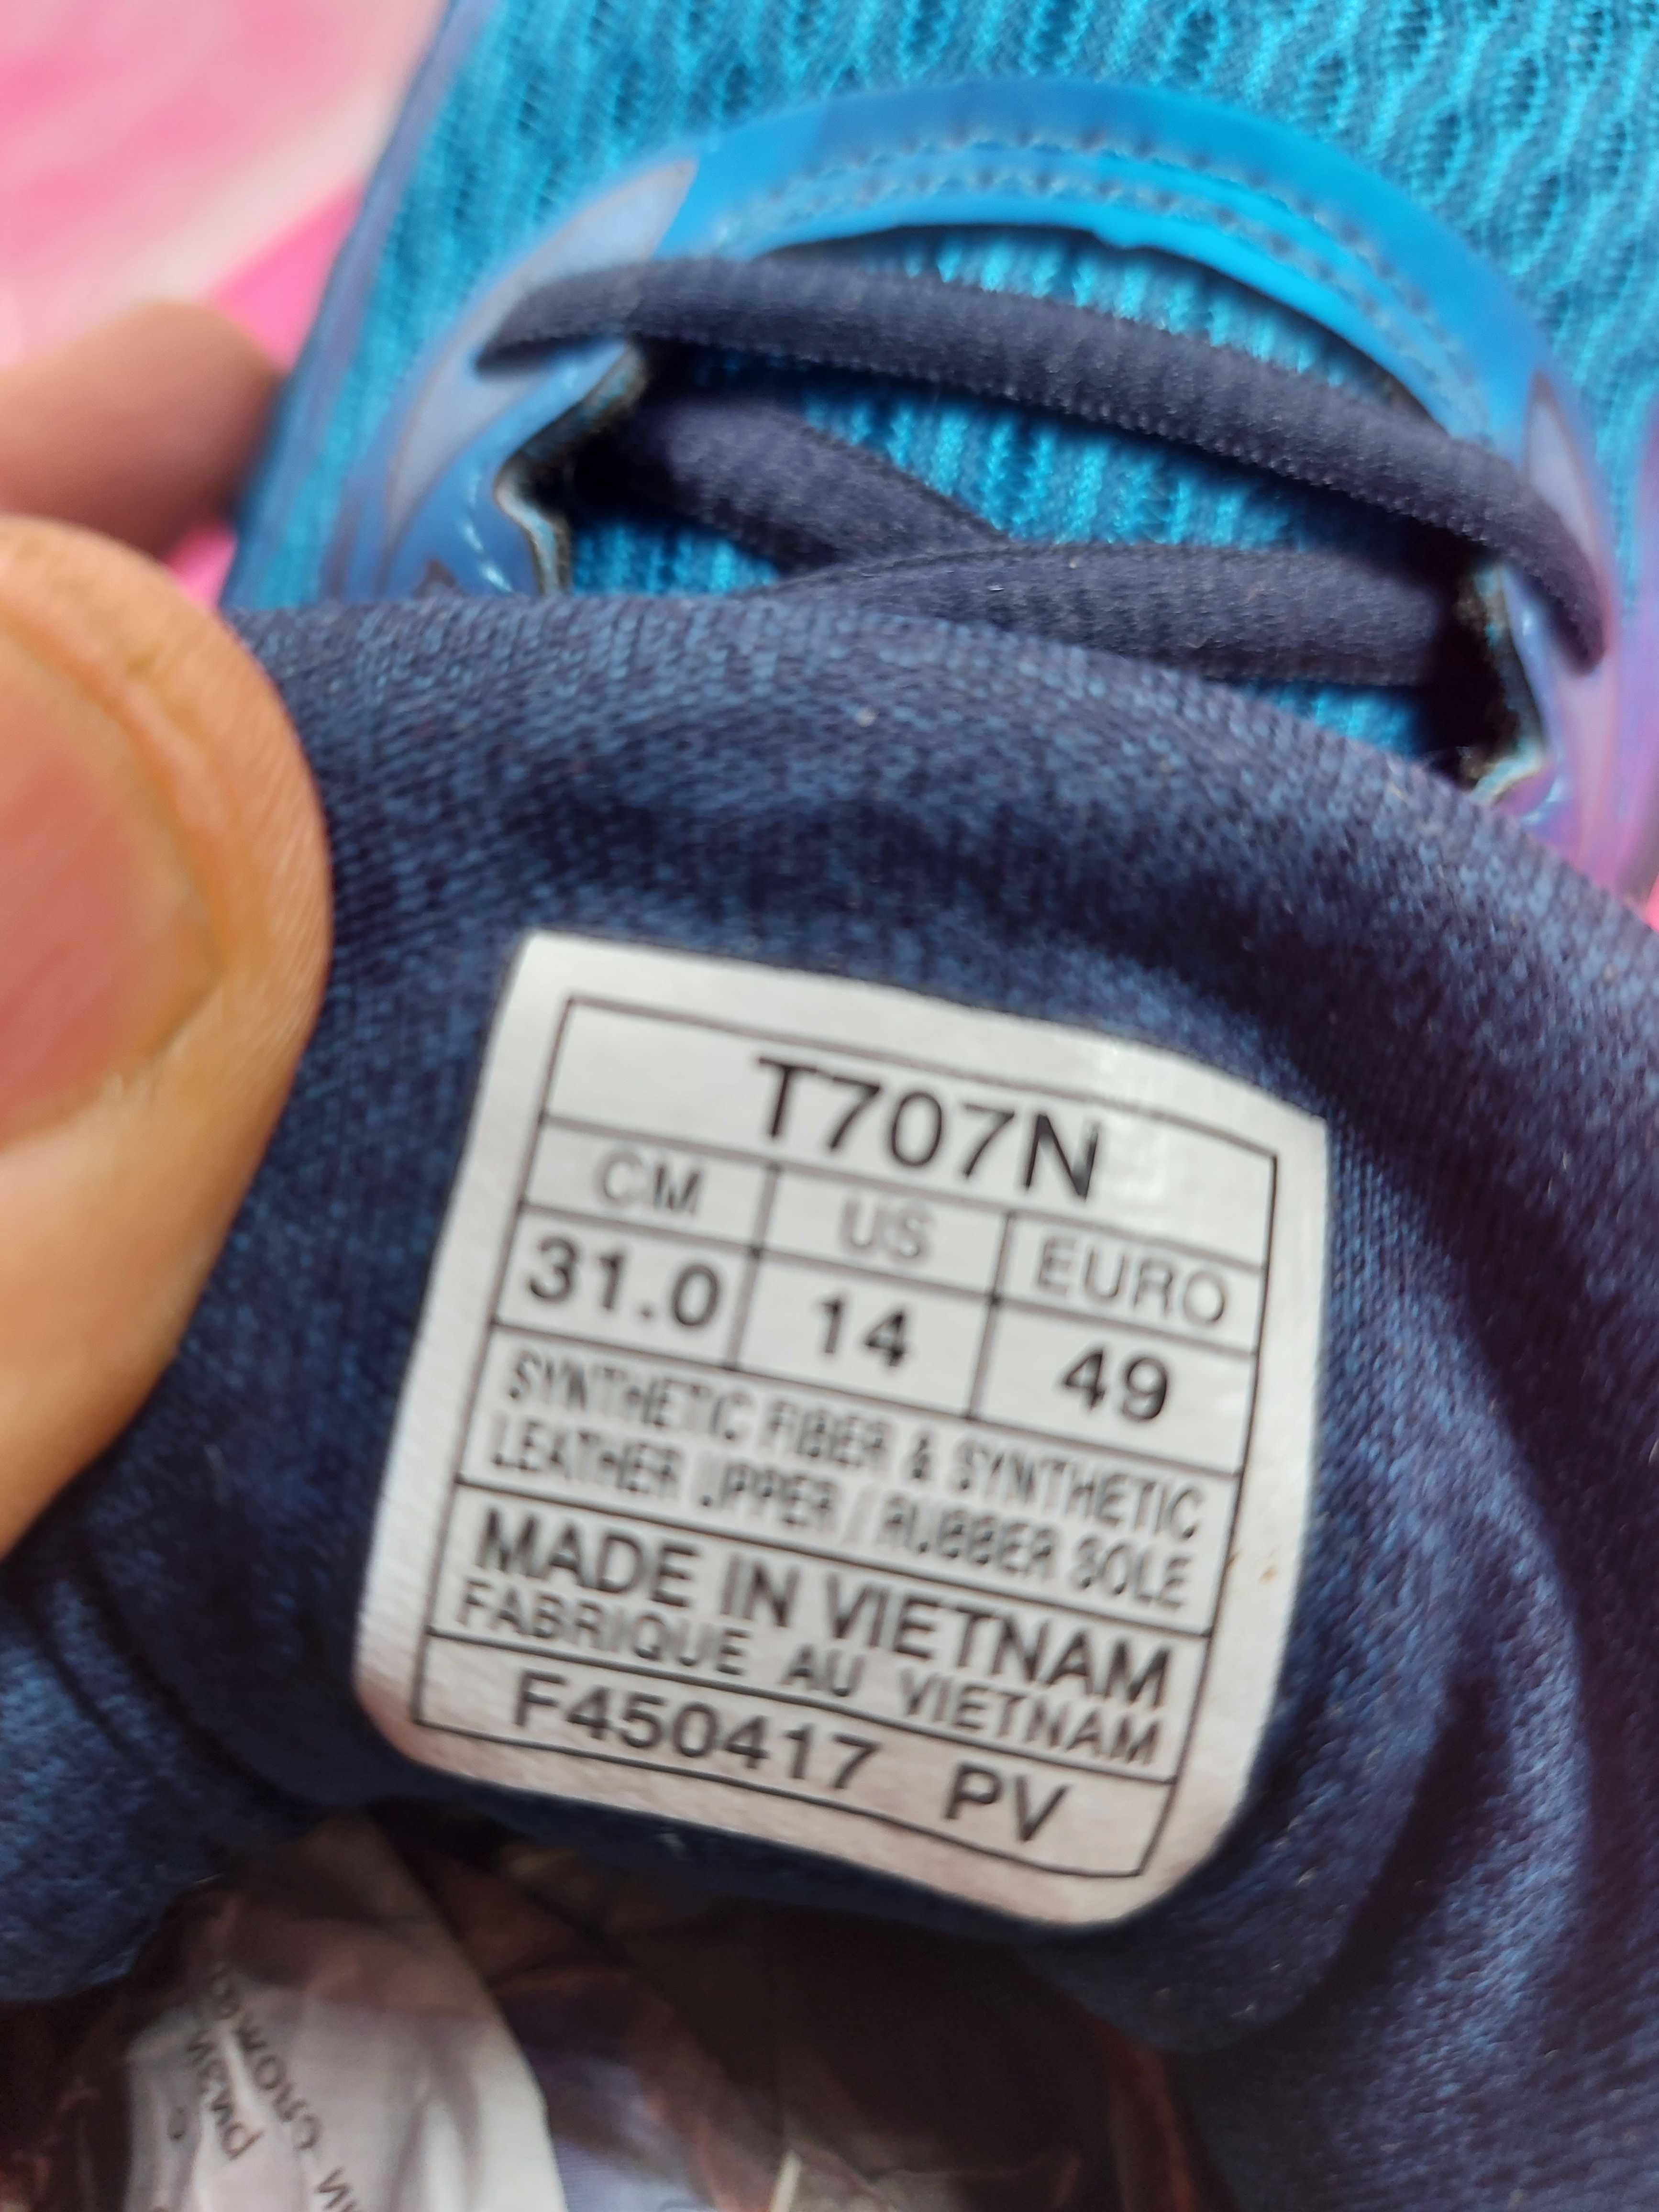 T707N
CM US EURO
31.0 14 49
SYNTHETIC FIBER & SYNTHETIC
LEATHER UPPER / RUBBER SOLE
MADE IN VIETNAM
FABRIQUE AU VIETNAM
F450417 PV